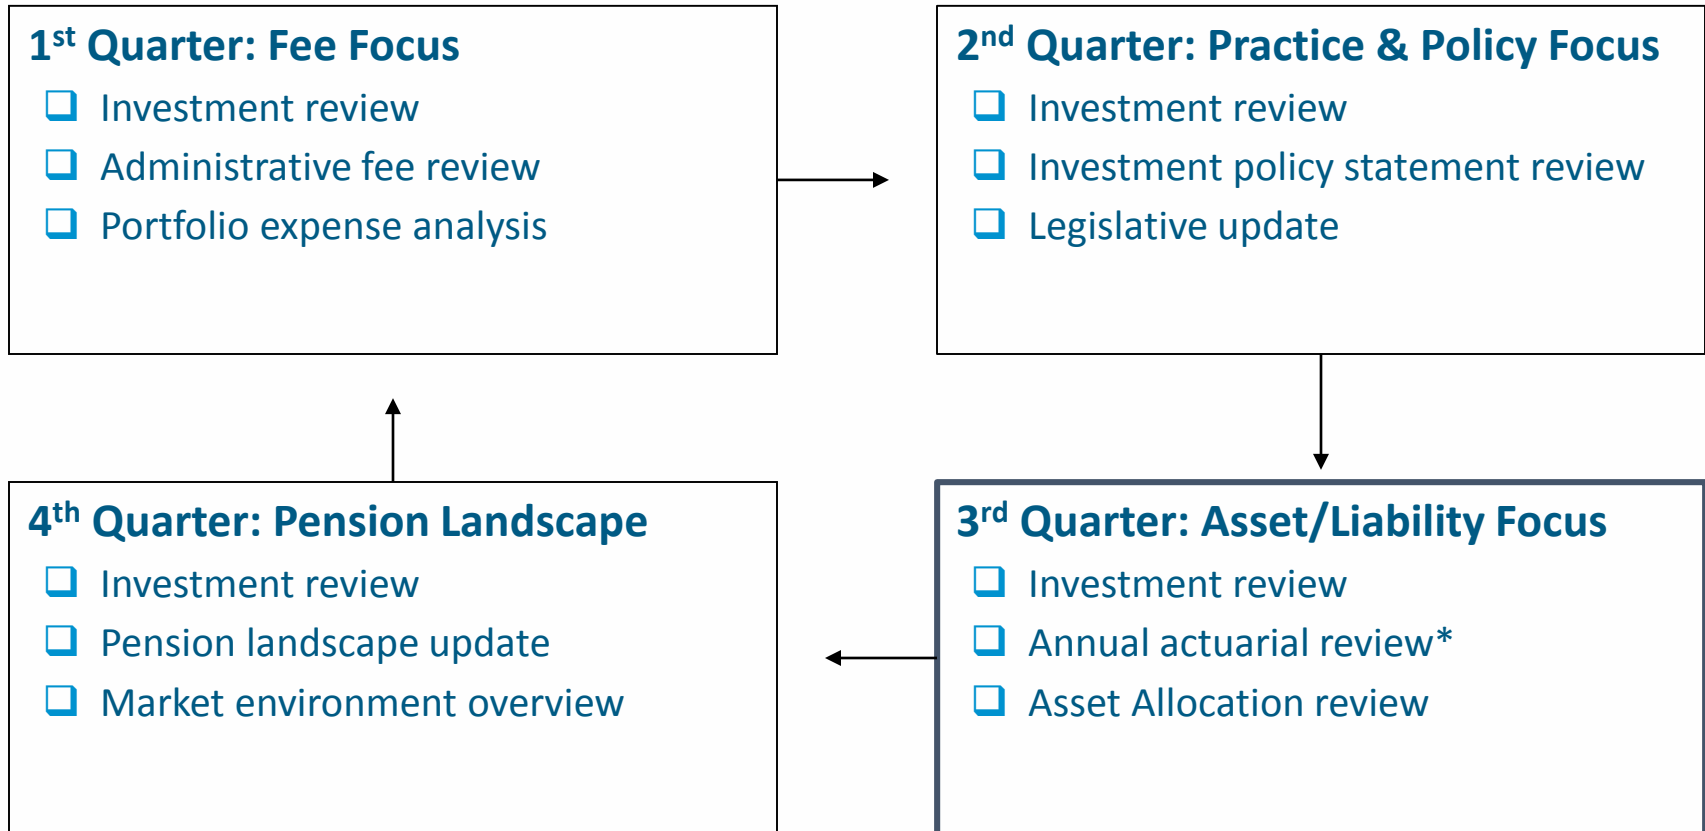 1st Quarter: Fee Focus
Investment review
Administrative fee review
Portfolio expense analysis
2nd Quarter: Practice & Policy Focus
Investment review
Investment policy statement review
Legislative update
4th Quarter: Pension Landscape
Investment review
Pension landscape update
Market environment overview
3rd Quarter: Asset/Liability Focus
Investment review
Annual actuarial review*
Asset Allocation review